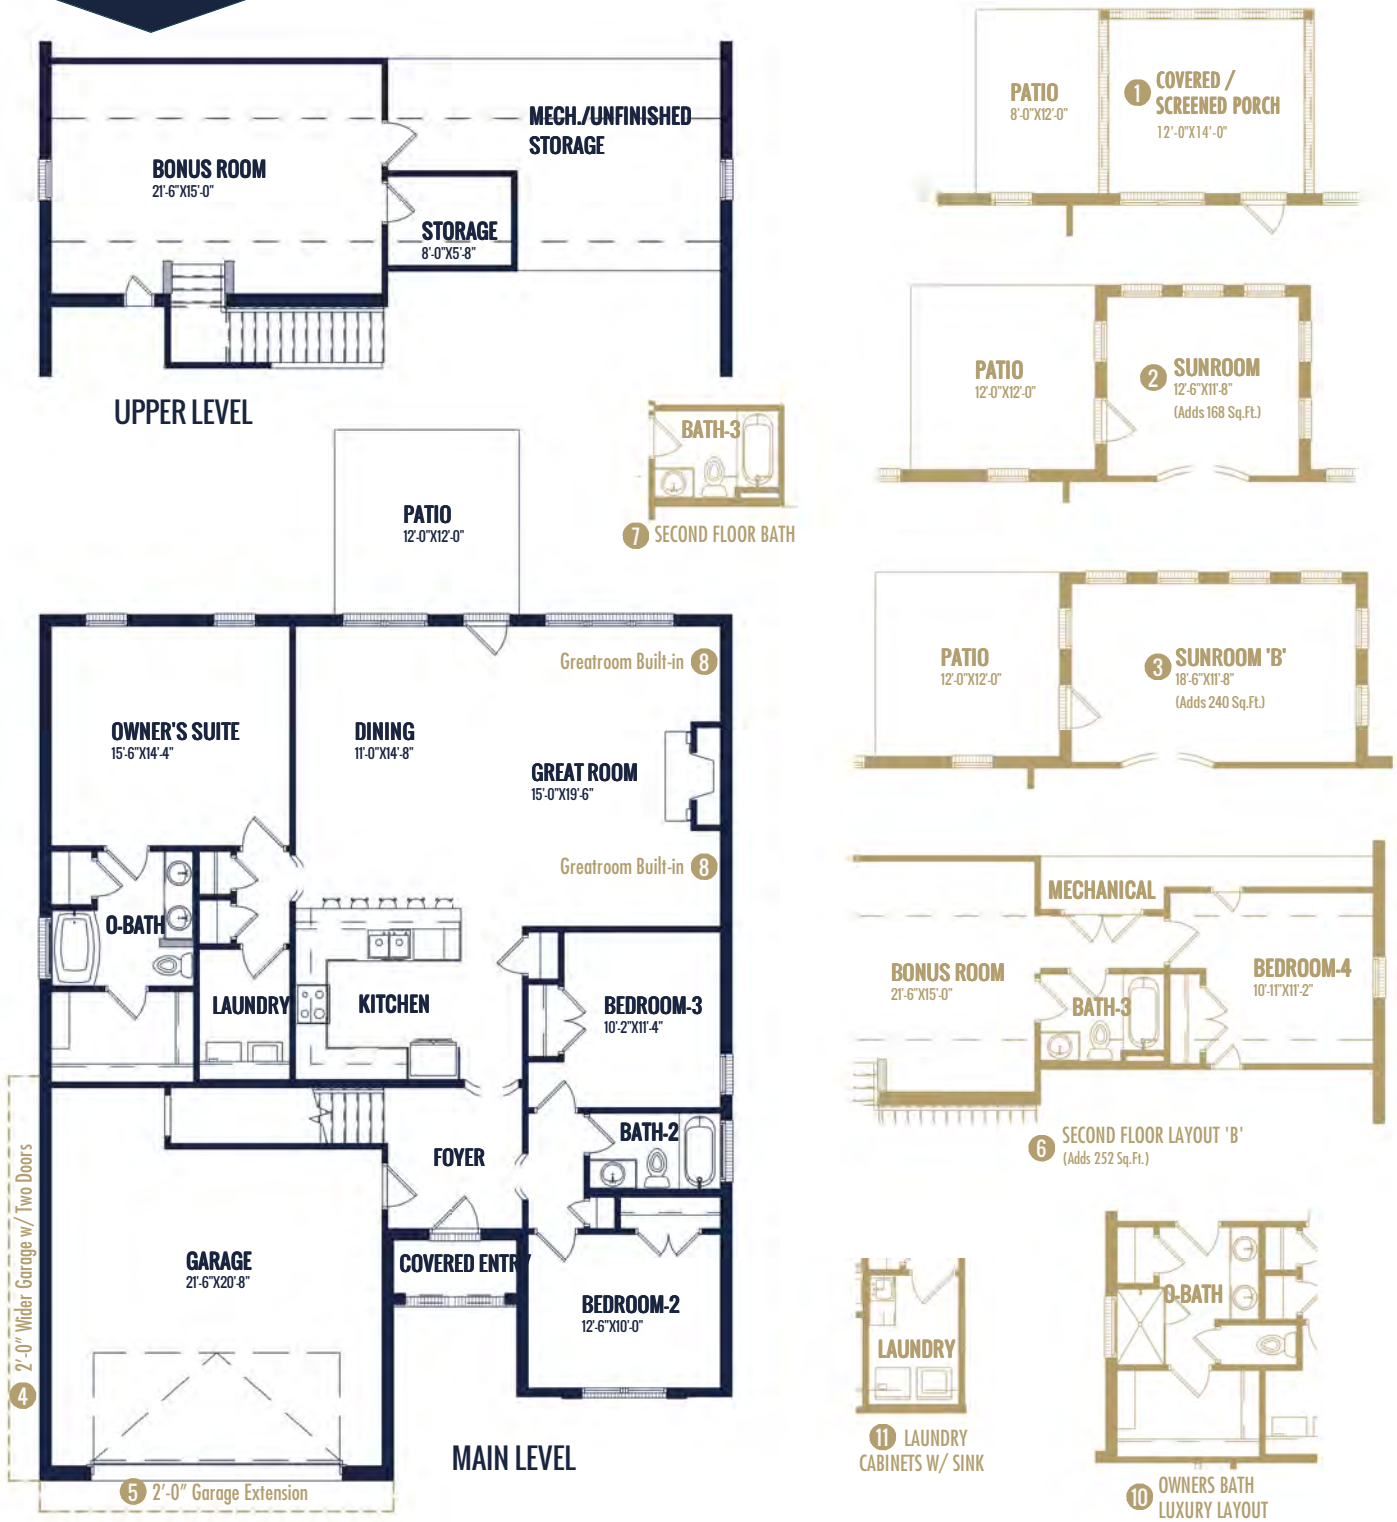 BONUS ROOM
21'-6"X15'-0"
MECH./UNFINISHED
STORAGE
STORAGE
8'-0"X5'-8"
UPPER LEVEL
PATIO
12'-0"X12'-0"
BATH-3
7 SECOND FLOOR BATH
Greatroom Built-in 8
OWNER'S SUITE
15'-6"X14'-4"
DINING
11'-0"X14'-8"
GREAT ROOM
15'-0"X19'-6"
Greatroom Built-in 8
O-BATH
LAUNDRY
KITCHEN
BEDROOM-3
10'-2"X11'-4"
BATH-2
FOYER
GARAGE
21'-6"X20'-8"
COVERED ENTRY
BEDROOM-2
12'-6"X10'-0"
4 2'-0" Wider Garage w/ Two Doors
MAIN LEVEL
5 2'-0" Garage Extension
PATIO
8'-0"X12'-0"
1 COVERED /
SCREENED PORCH
12'-0"X14'-0"
PATIO
12'-0"X12'-0"
2 SUNROOM
12'-6"X11'-8"
(Adds 168 Sq.Ft.)
PATIO
12'-0"X12'-0"
3 SUNROOM 'B'
18'-6"X11'-8"
(Adds 240 Sq.Ft.)
MECHANICAL
BONUS ROOM
21'-6"X15'-0"
BATH-3
BEDROOM-4
10'-11"X11'-2"
6 SECOND FLOOR LAYOUT 'B'
(Adds 252 Sq.Ft.)
LAUNDRY
11 LAUNDRY
CABINETS W/ SINK
O-BATH
10 OWNERS BATH
LUXURY LAYOUT